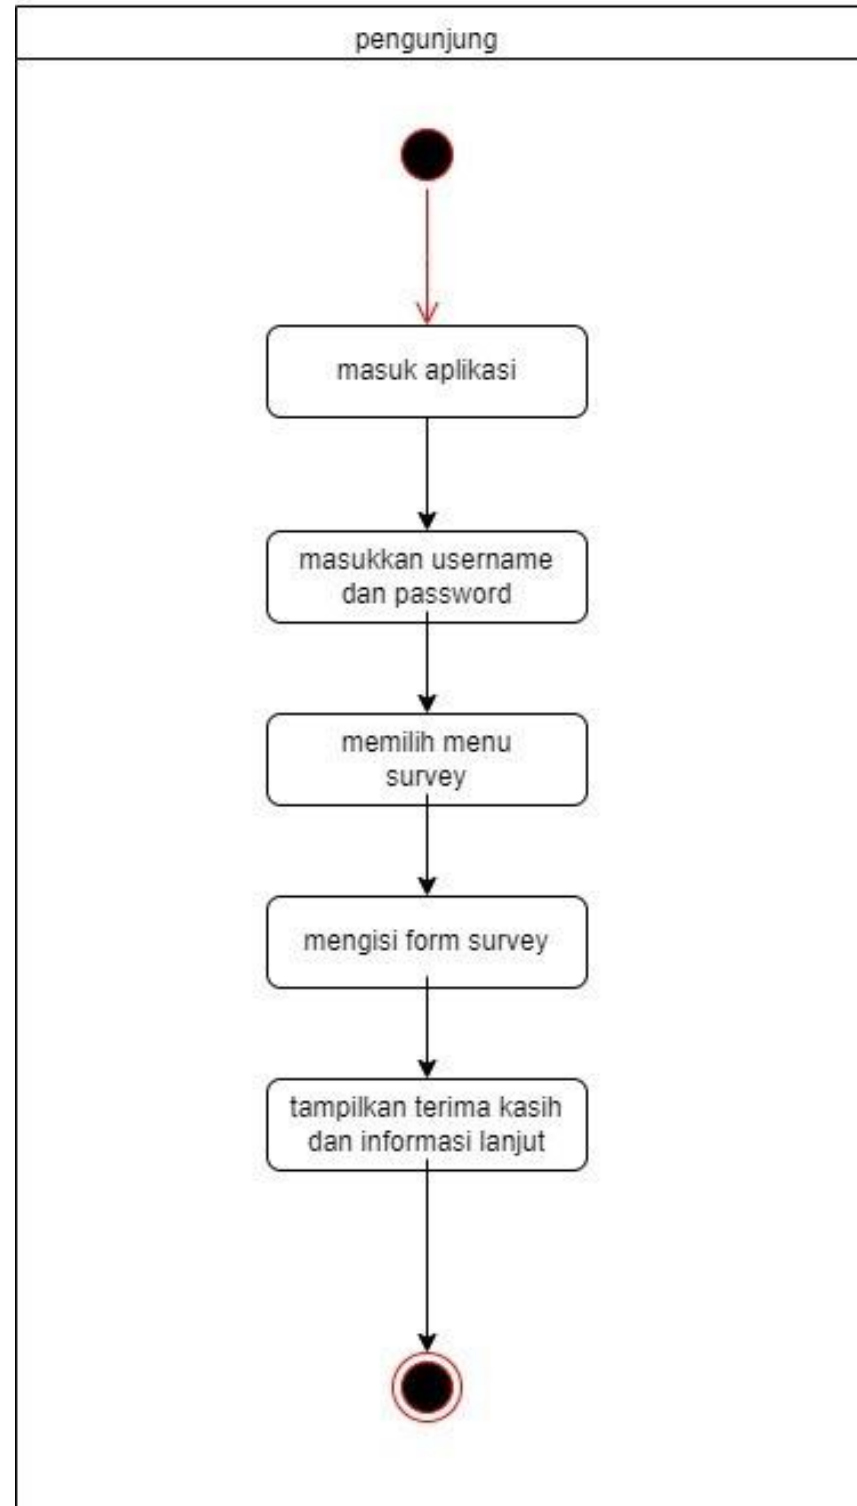 pengunjung
masuk aplikasi
masukkan username
dan password
memilih menu
survey
mengisi form survey
tampilkan terima kasih
dan informasi lanjut